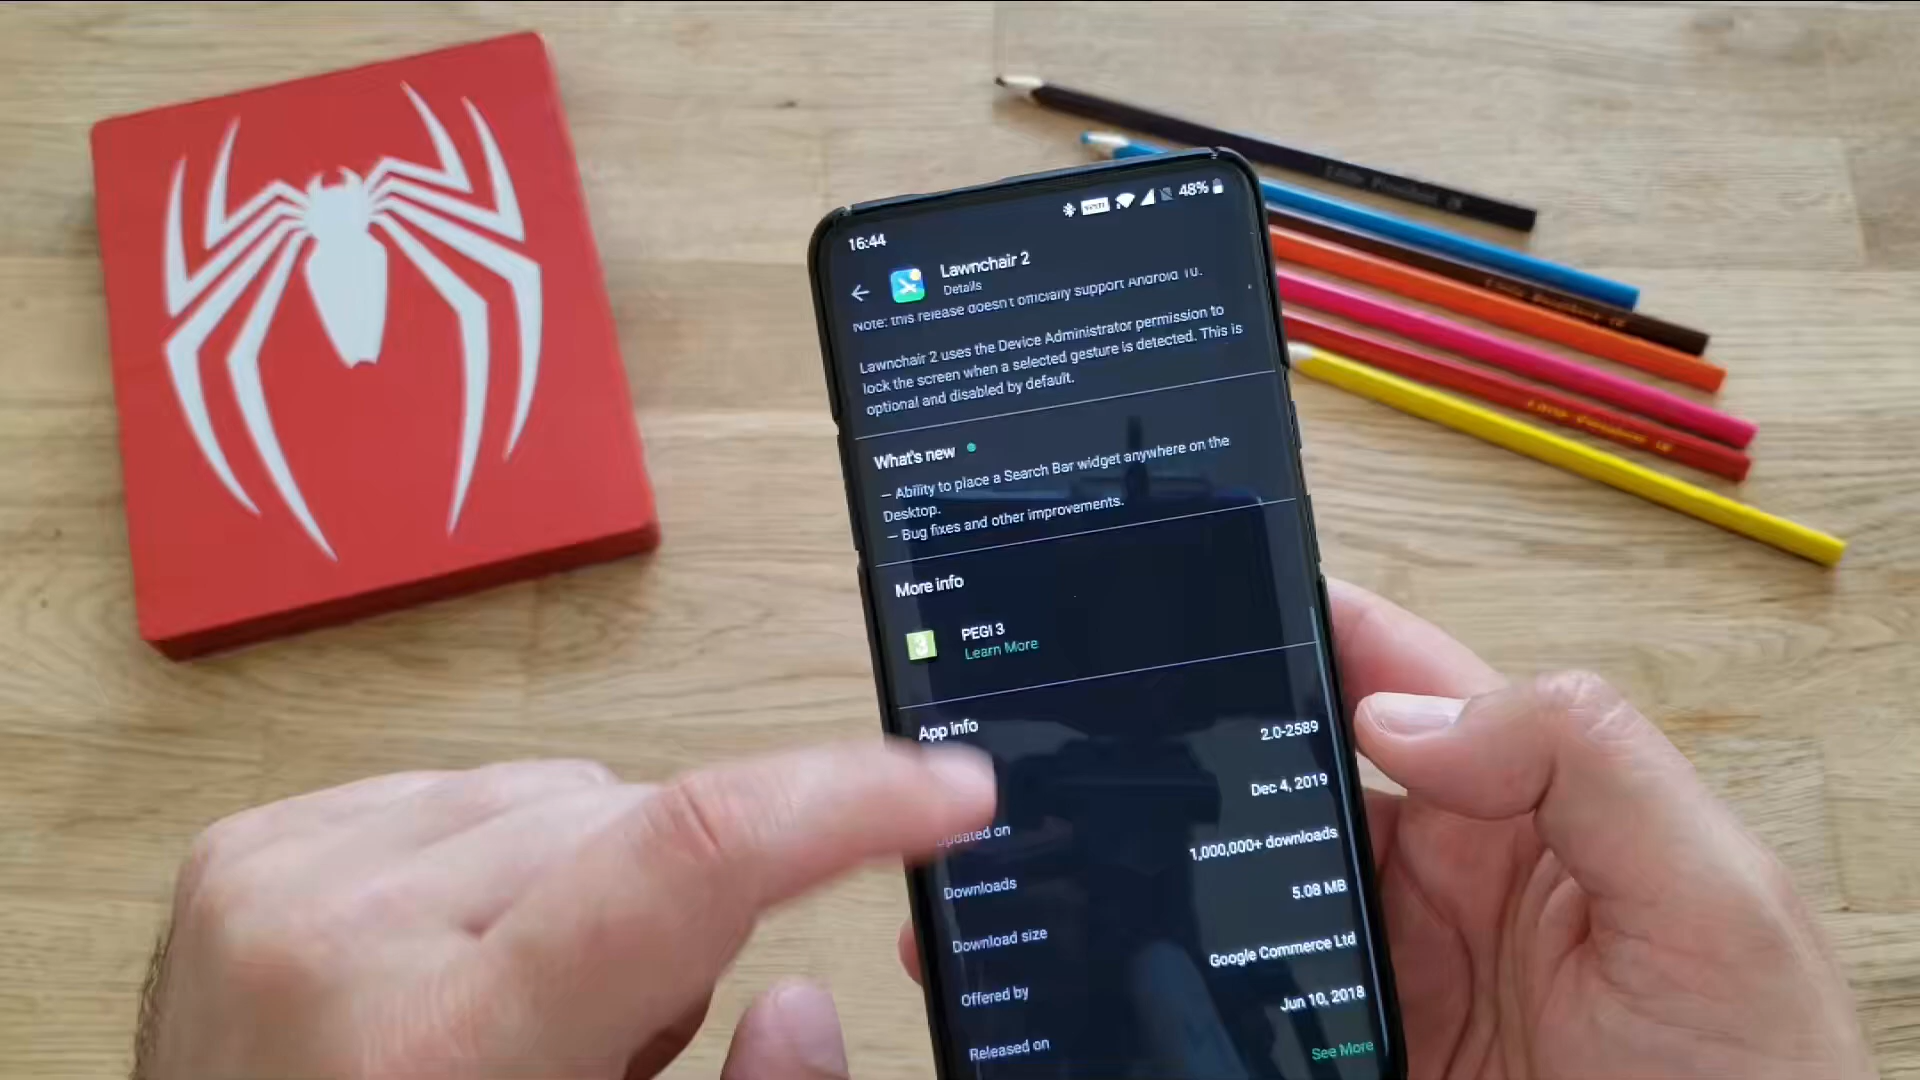 16:44
48%
Lawnchair 2
Details
Note: this release doesn't officially support Android 10.
Lawnchair 2 uses the Device Administrator permission to
lock the screen when a selected gesture is detected. This is
optional and disabled by default.
What's new
– Ability to place a Search Bar widget anywhere on the
Desktop.
– Bug fixes and other improvements.
More info
3
PEGI 3
Learn More
App info
2.0-2589
Updated on
Dec 4, 2019
Downloads
1,000,000+ downloads
Download size
5.08 MB
Offered by
Google Commerce Ltd
Released on
Jun 10, 2018
See More